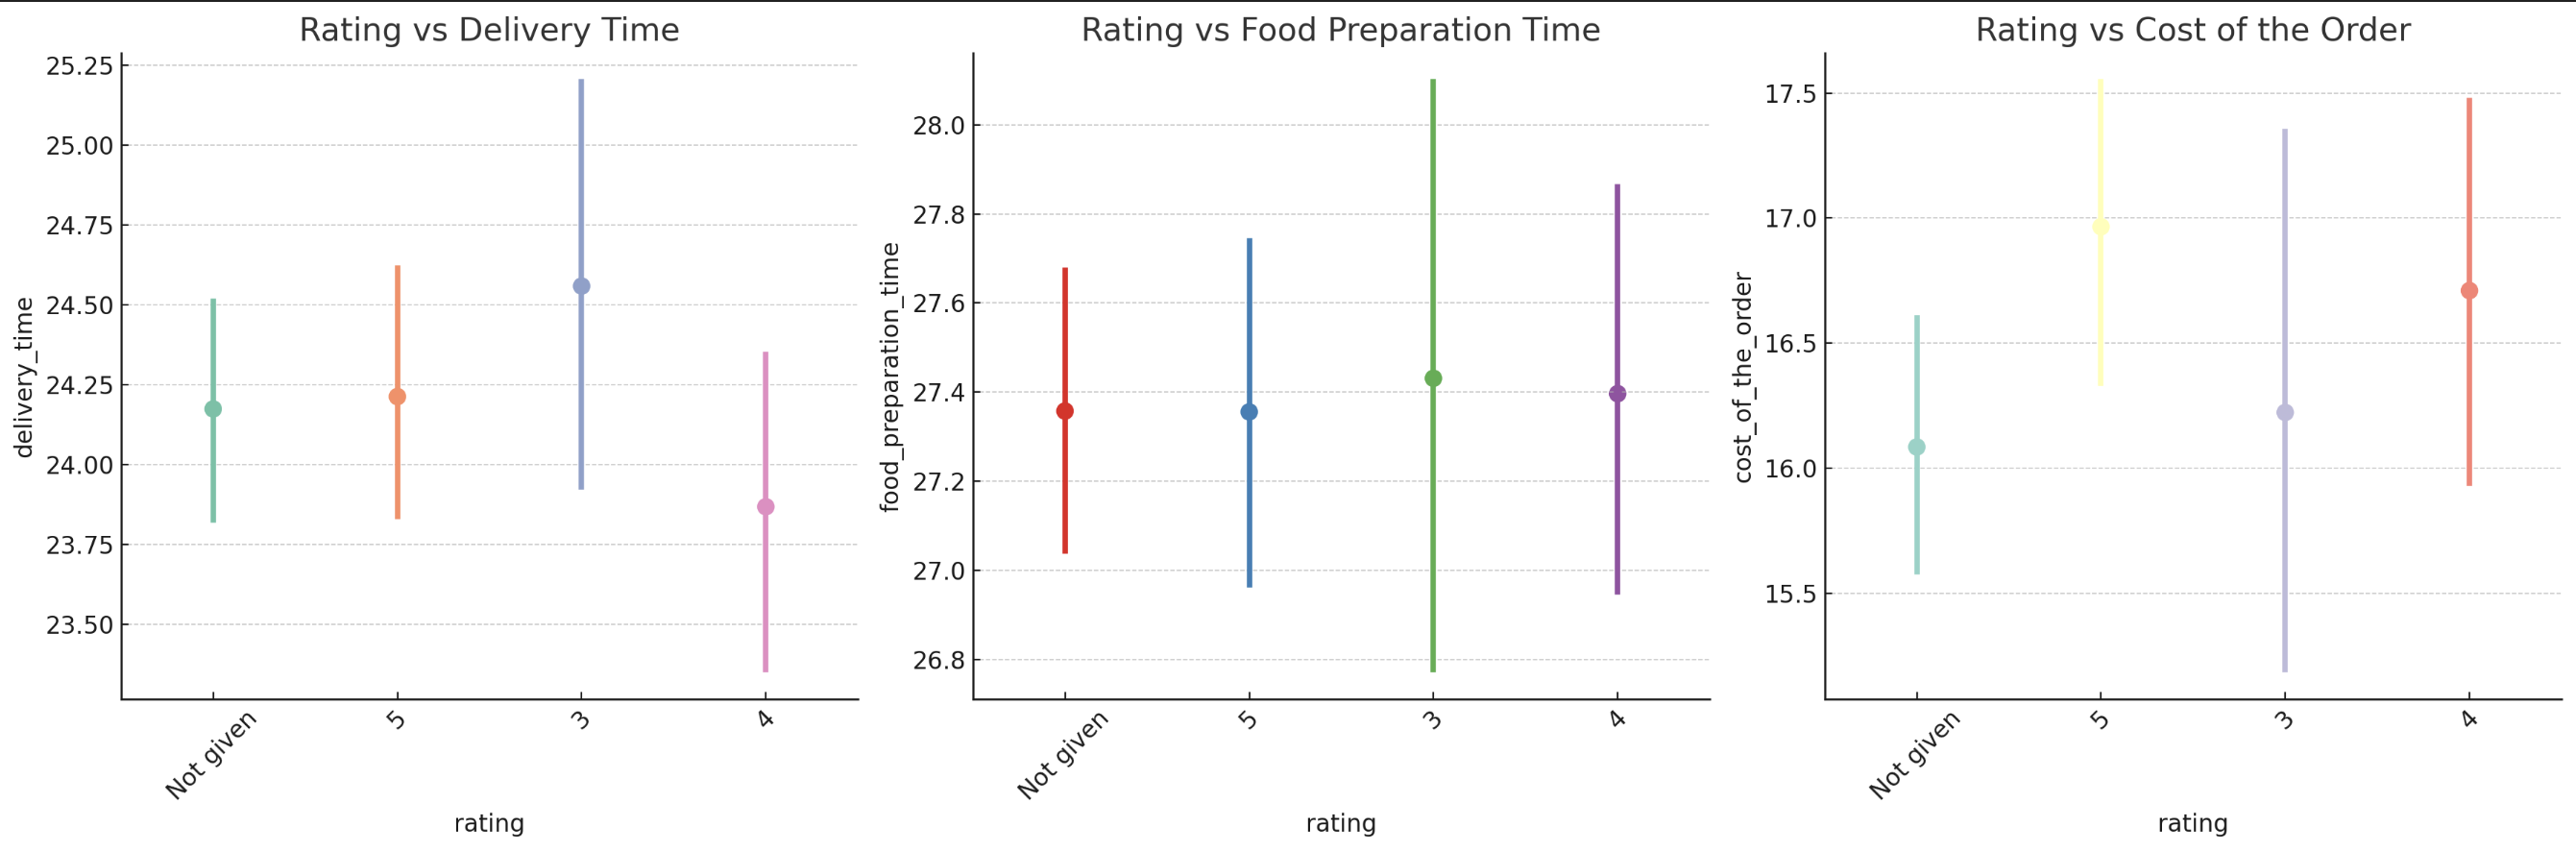 Rating vs Delivery Time
delivery_time
25.25
25.00
24.75
24.50
24.25
24.00
23.75
23.50
Not given
5
3
4
rating
Rating vs Food Preparation Time
food_preparation_time
28.0
27.8
27.6
27.4
27.2
27.0
26.8
Not given
5
3
4
rating
Rating vs Cost of the Order
cost_of_the_order
17.5
17.0
16.5
16.0
15.5
Not given
5
3
4
rating